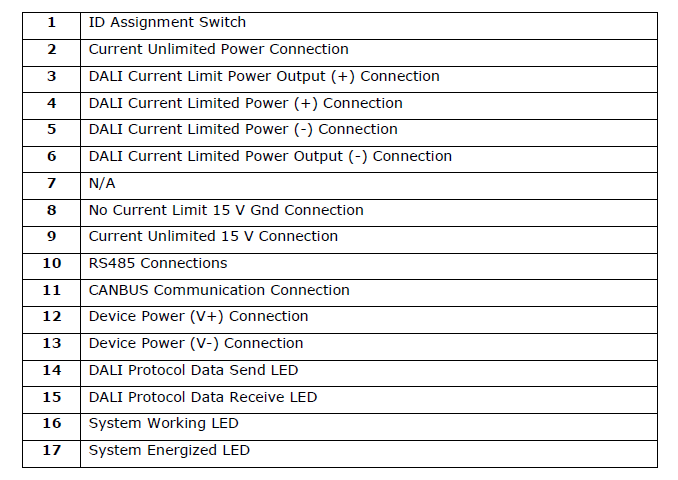 1 ID Assignment Switch
2 Current Unlimited Power Connection
3 DALI Current Limit Power Output (+) Connection
4 DALI Current Limited Power (+) Connection
5 DALI Current Limited Power (-) Connection
6 DALI Current Limited Power Output (-) Connection
7 N/A
8 No Current Limit 15 V Gnd Connection
9 Current Unlimited 15 V Connection
10 RS485 Connections
11 CANBUS Communication Connection
12 Device Power (V+) Connection
13 Device Power (V-) Connection
14 DALI Protocol Data Send LED
15 DALI Protocol Data Receive LED
16 System Working LED
17 System Energized LED